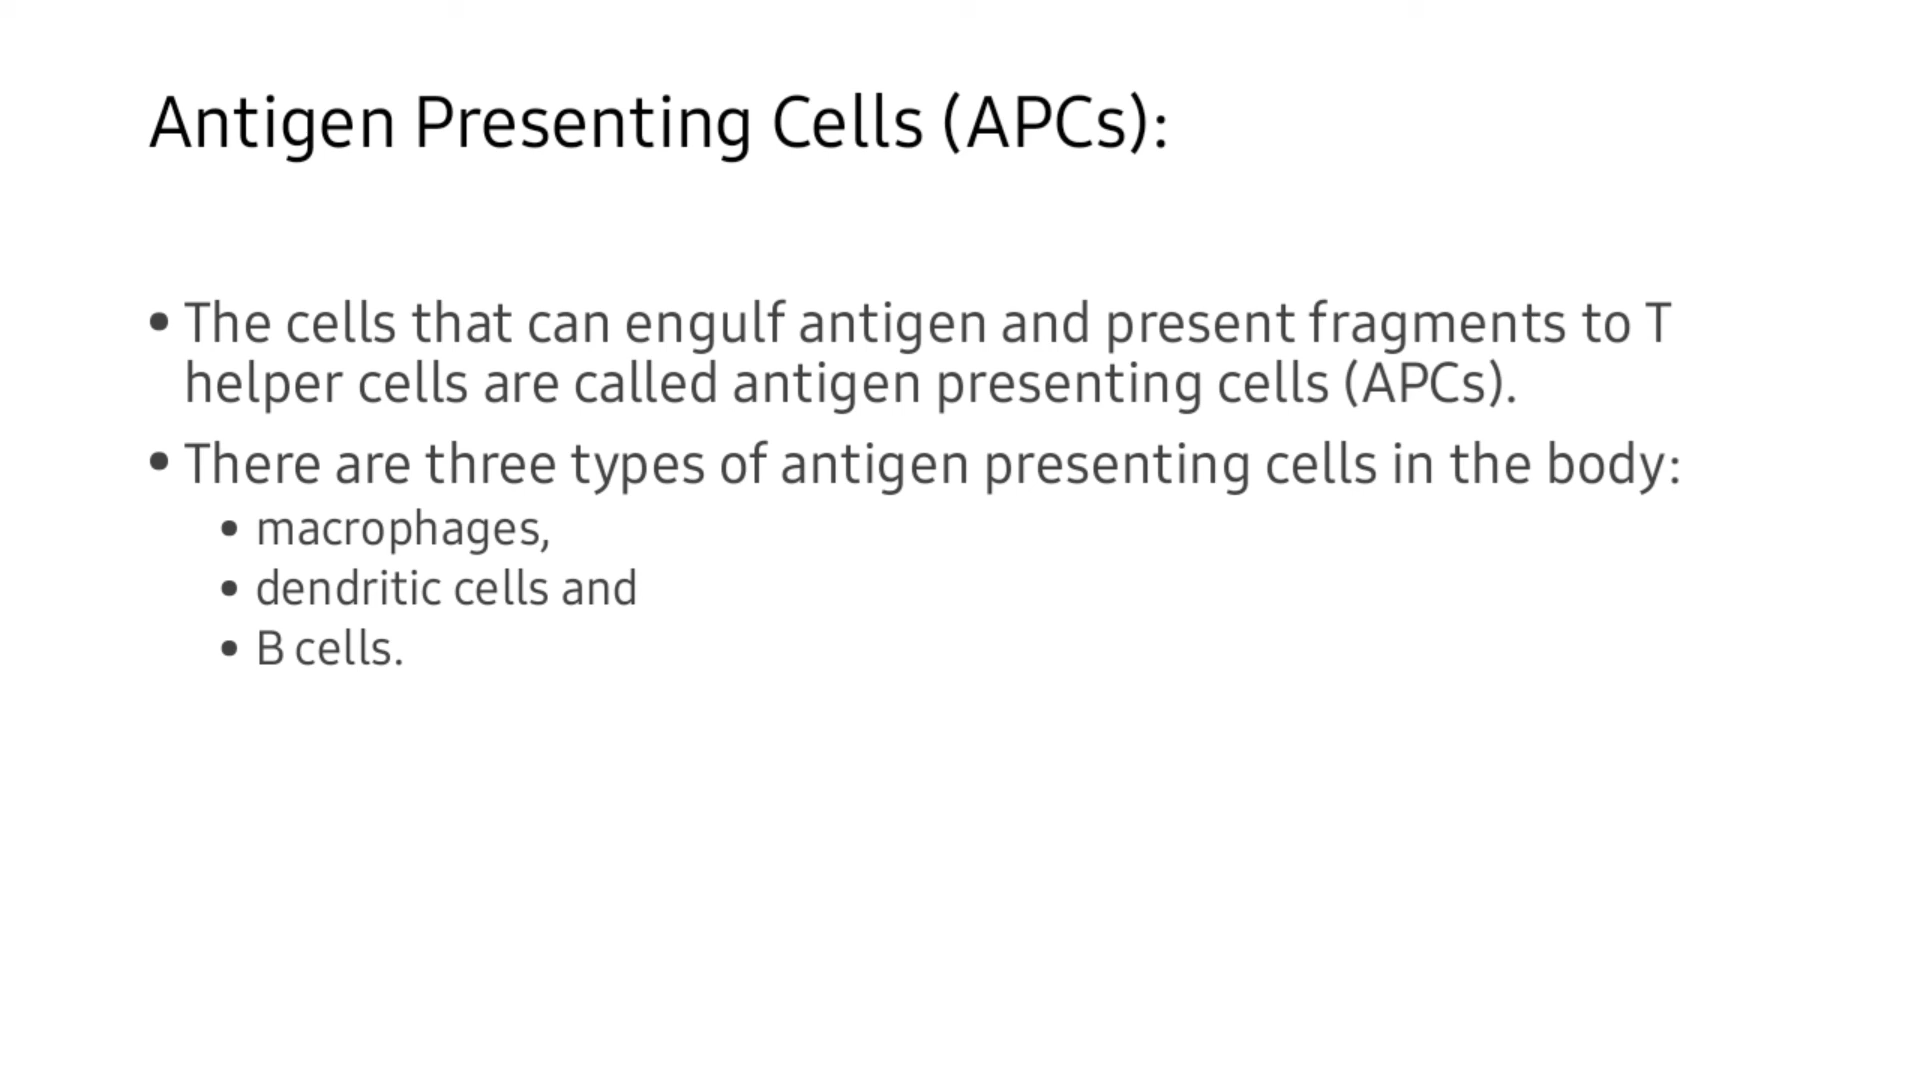 Antigen Presenting Cells (APCs):
• The cells that can engulf antigen and present fragments to T
helper cells are called antigen presenting cells (APCs).
• There are three types of antigen presenting cells in the body:
• macrophages,
• dendritic cells and
• B cells.